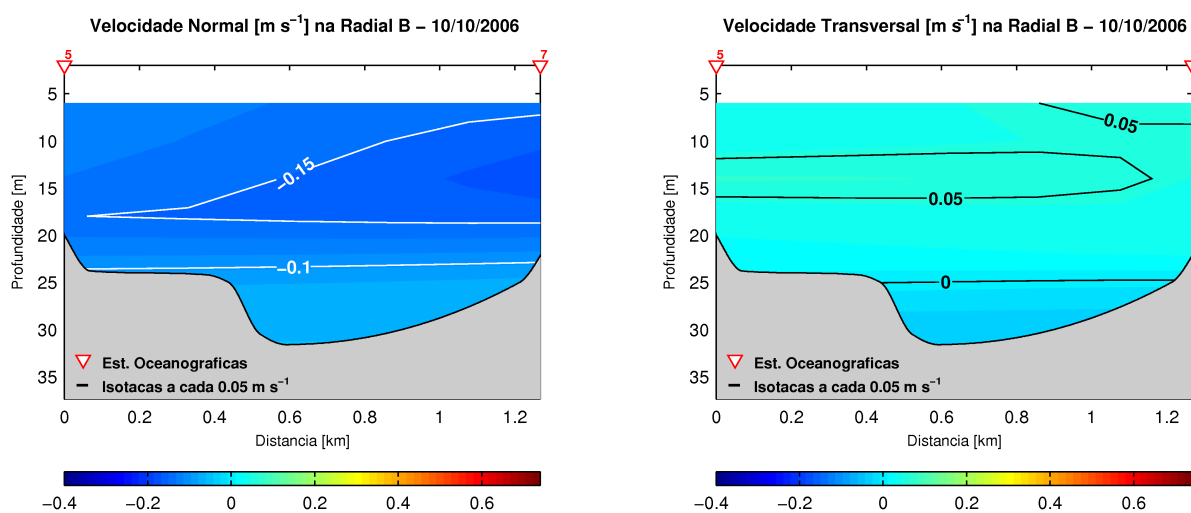 Velocidade Normal [m s⁻¹] na Radial B − 10/10/2006
5 7
5
10
15
20
25
30
35
Profundidade [m]
−0.15
−0.1
Est. Oceanograficas
Isotacas a cada 0.05 m s⁻¹
0 0.2 0.4 0.6 0.8 1 1.2
Distancia [km]
−0.4 −0.2 0 0.2 0.4 0.6
Velocidade Transversal [m s⁻¹] na Radial B − 10/10/2006
5
5
10
15
20
25
30
35
Profundidade [m]
0.05
0.05
0
Est. Oceanograficas
Isotacas a cada 0.05 m s⁻¹
0 0.2 0.4 0.6 0.8 1 1.2
Distancia [km]
−0.4 −0.2 0 0.2 0.4 0.6